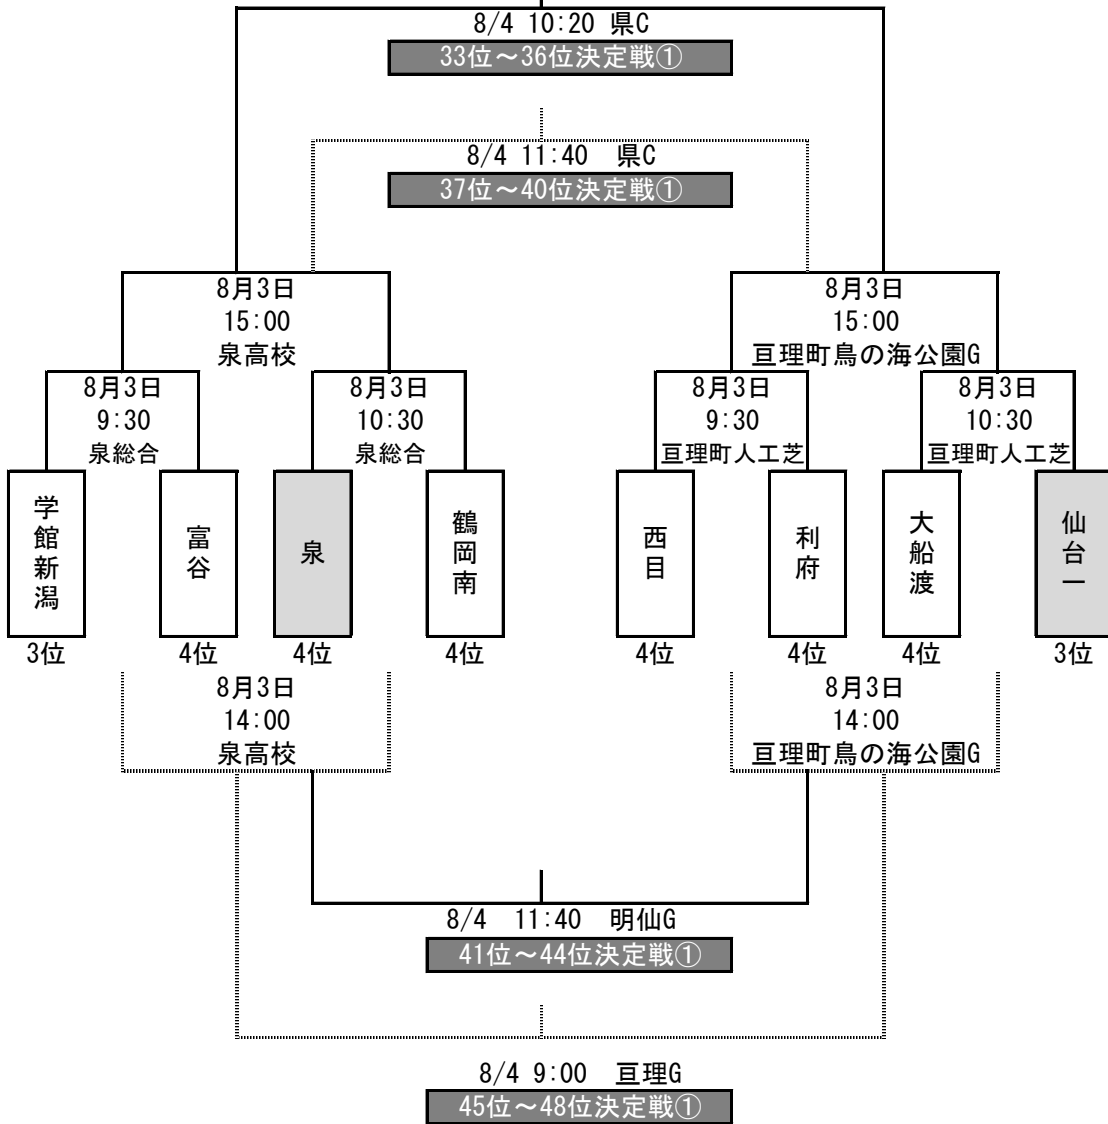 8/4 10:20 県C
33位～36位決定戦①
8/4 11:40 県C
37位～40位決定戦①
8月3日
15:00
泉高校
8月3日
15:00
亘理町鳥の海公園G
8月3日
9:30
泉総合
8月3日
10:30
泉総合
8月3日
9:30
亘理町人工芝
8月3日
10:30
亘理町人工芝
学館新潟
富谷
泉
鶴岡南
西目
利府
大船渡
仙台一
3位
4位
4位
4位
4位
4位
4位
3位
8月3日
14:00
泉高校
8月3日
14:00
亘理町鳥の海公園G
8/4 11:40 明仙G
41位～44位決定戦①
8/4 9:00 亘理G
45位～48位決定戦①